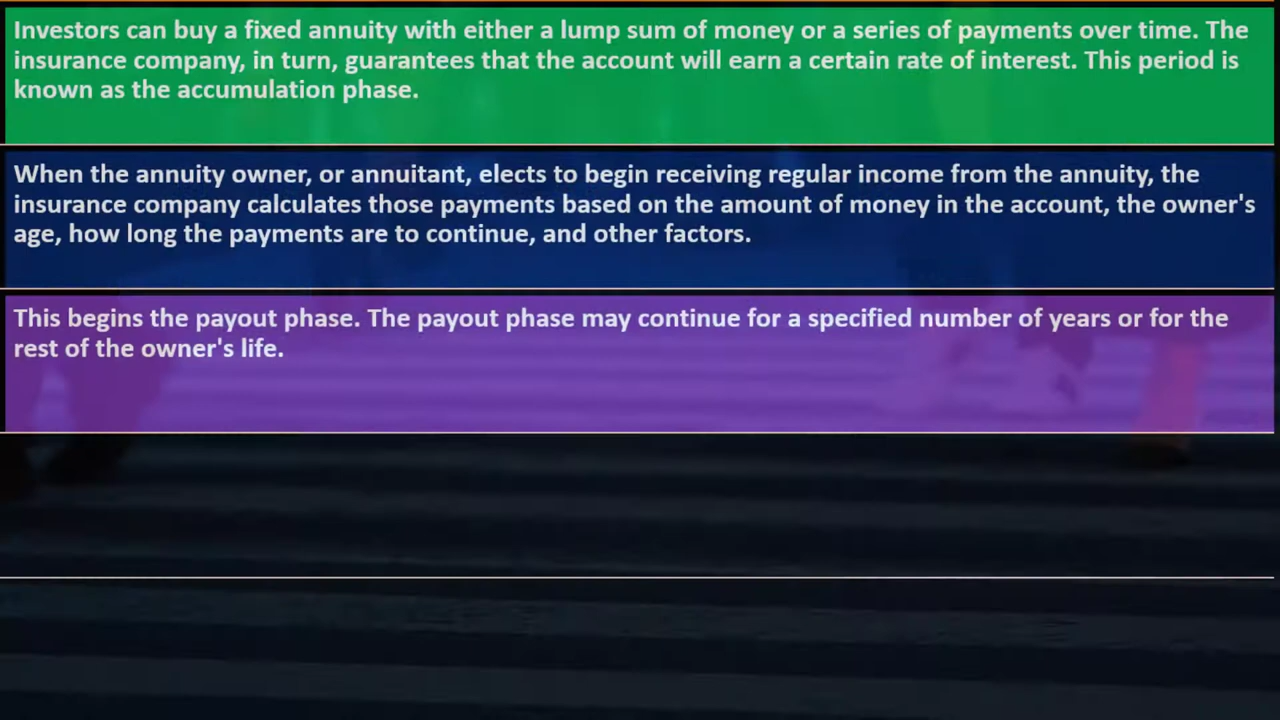 Investors can buy a fixed annuity with either a lump sum of money or a series of payments over time. The
insurance company, in turn, guarantees that the account will earn a certain rate of interest. This period is
known as the accumulation phase.
When the annuity owner, or annuitant, elects to begin receiving regular income from the annuity, the
insurance company calculates those payments based on the amount of money in the account, the owner's
age, how long the payments are to continue, and other factors.
This begins the payout phase. The payout phase may continue for a specified number of years or for the
rest of the owner's life.